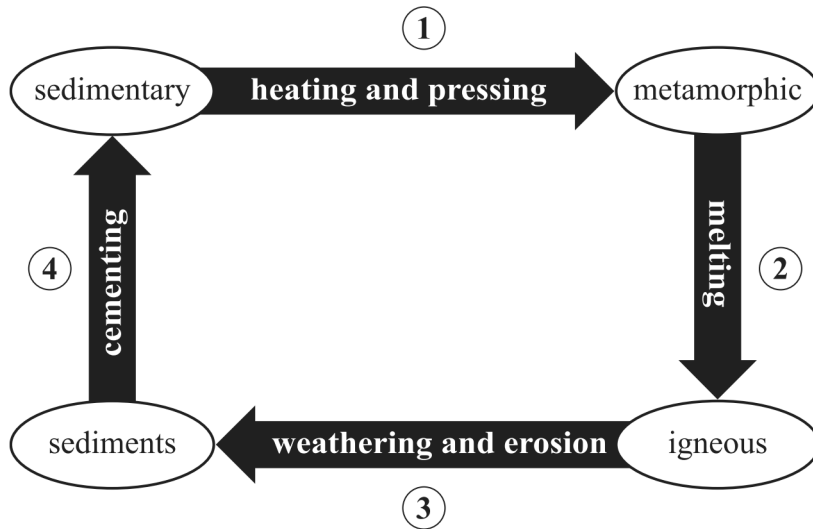 1
sedimentary
heating and pressing
metamorphic
4
cementing
melting
2
sediments
weathering and erosion
igneous
3